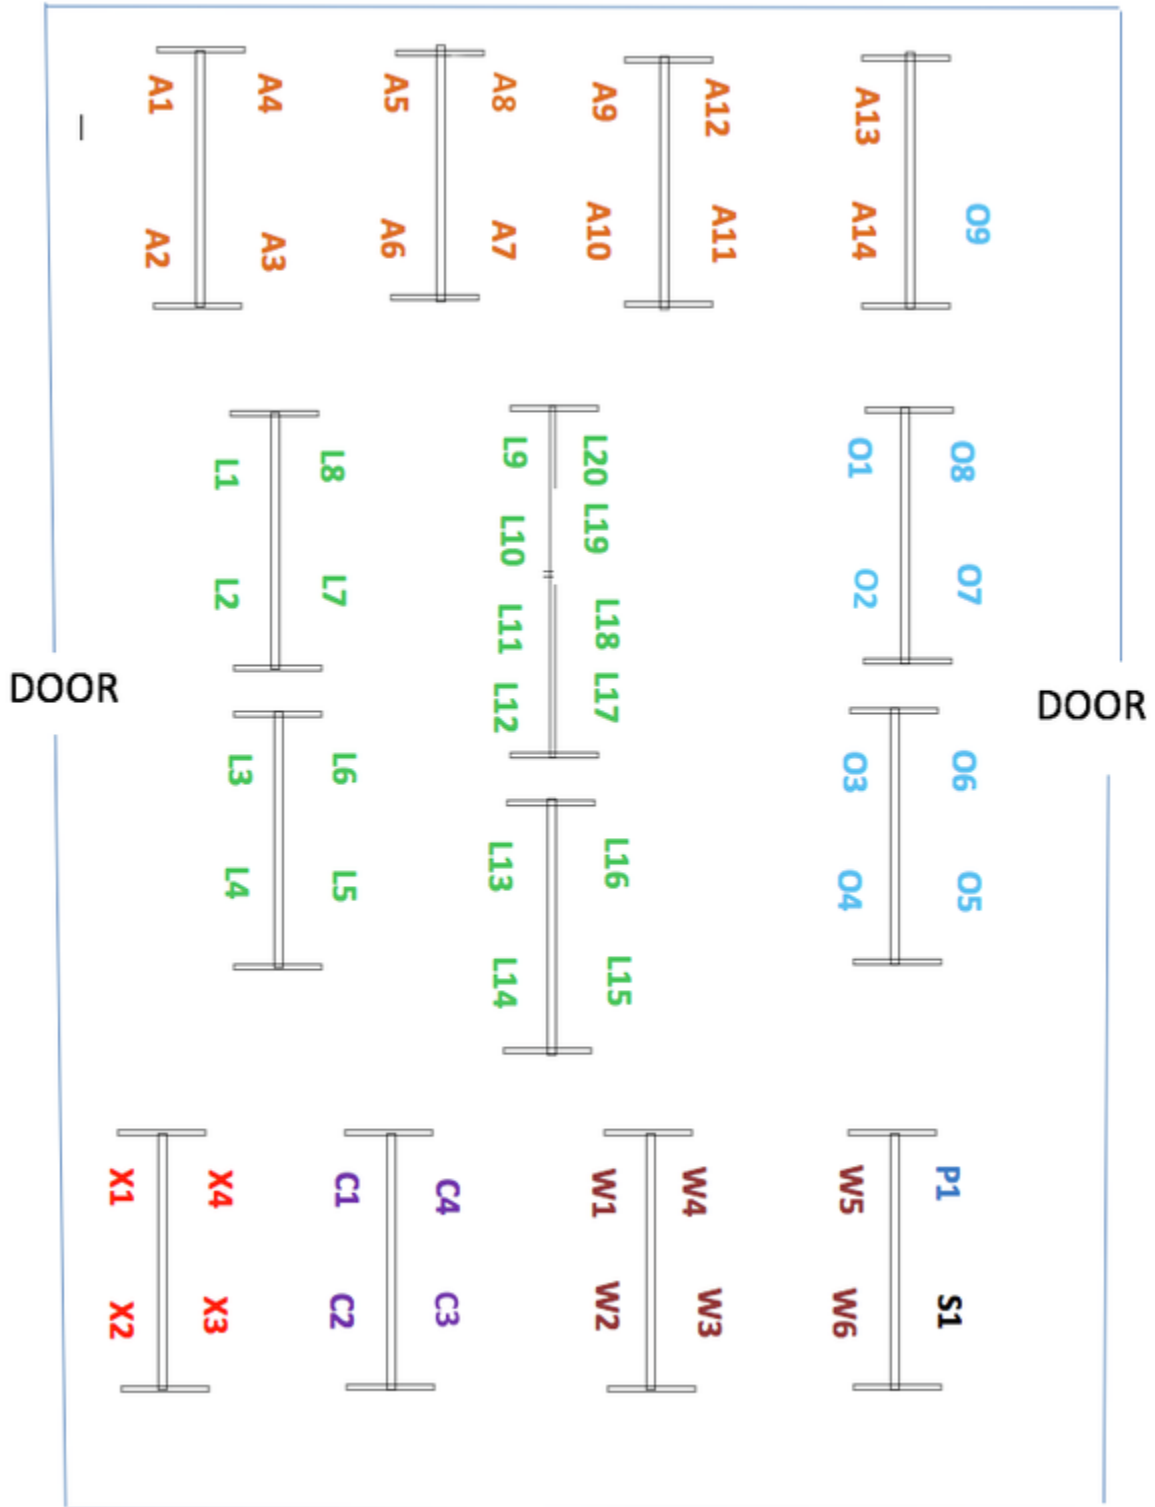 A1 A4 A5 A8 A9 A12 A13
A2 A3 A6 A7 A10 A11 A14 O9
L1 L8 L9 L20 O1 O8
L10 L19
L2 L7 L11 L18 O2 O7
DOOR L12 L17 DOOR
L3 L6 O3 O6
L4 L5 L13 L16 O4 O5
L14 L15
X1 X4 C1 C4 W1 W4 W5 P1
X2 X3 C2 C3 W2 W3 W6 S1